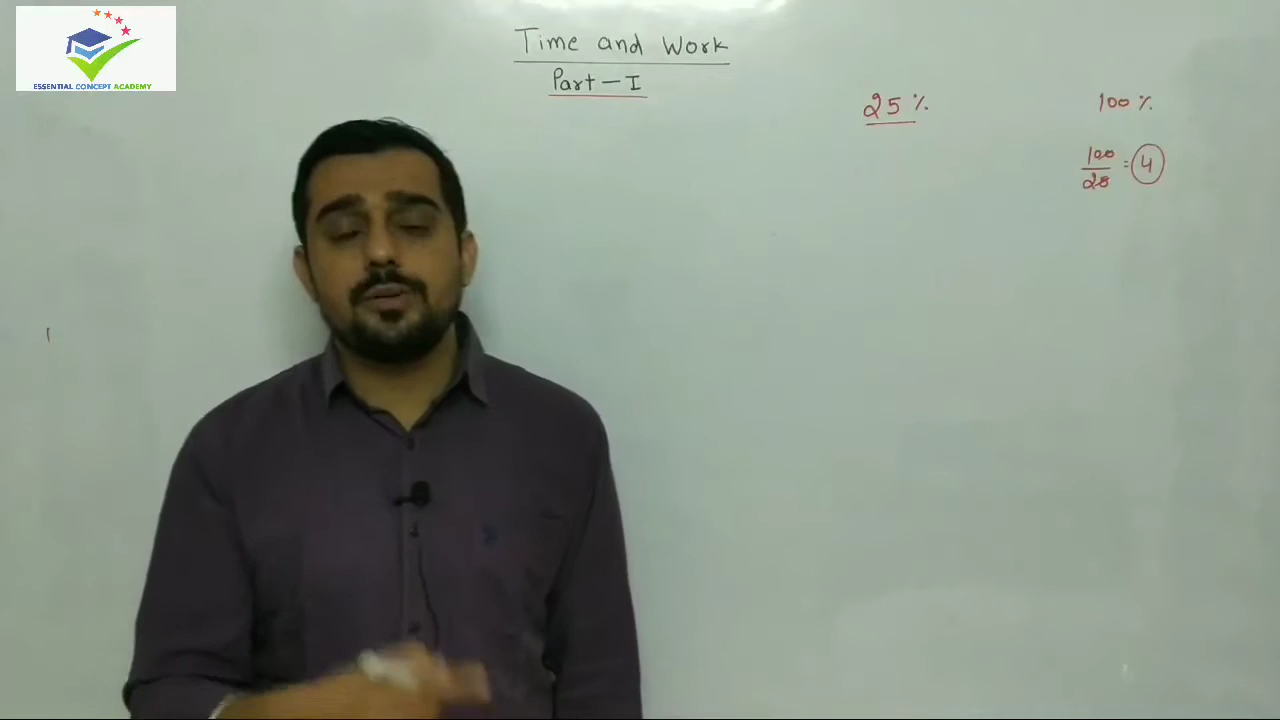 ESSENTIAL CONCEPT ACADEMY
Time and Work
Part – I
25 %
100 %
100/25 = 4